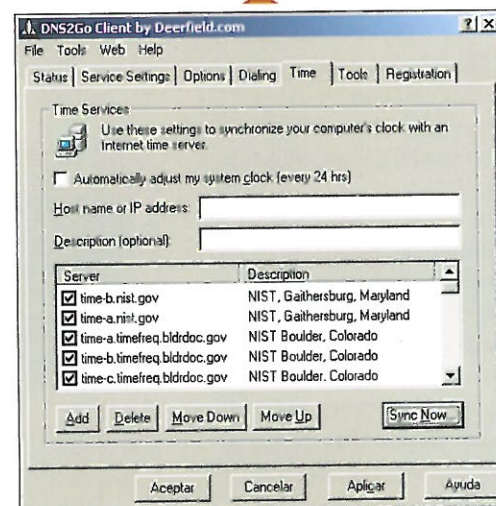 DNS2Go Client by Deerfield.com
File Tools Web Help
Status Service Settings Options Dialing Time Tools Registration
Time Services
Use these settings to synchronize your computer's clock with an
Internet time server.
Automatically adjust my system clock (every 24 hrs)
Host name or IP address:
Description (optional):
Server Description
time-b.nist.gov NIST, Gaithersburg, Maryland
time-a.nist.gov NIST, Gaithersburg, Maryland
time-a.timefreq.bldrdoc.gov NIST Boulder, Colorado
time-b.timefreq.bldrdoc.gov NIST Boulder, Colorado
time-c.timefreq.bldrdoc.gov NIST Boulder, Colorado
Add Delete Move Down Move Up Sync Now
Aceptar Cancelar Aplicar Ayuda